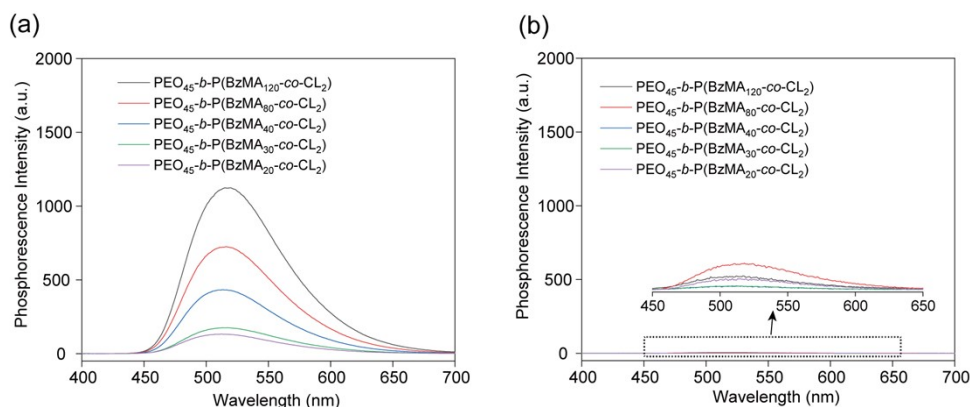 (a)
2000
1500
1000
500
0
Phosphorescence Intensity (a.u.)
PEO45-b-P(BzMA120-co-CL2)
PEO45-b-P(BzMA80-co-CL2)
PEO45-b-P(BzMA40-co-CL2)
PEO45-b-P(BzMA30-co-CL2)
PEO45-b-P(BzMA20-co-CL2)
400 450 500 550 600 650 700
Wavelength (nm)
(b)
2000
1500
1000
500
0
Phosphorescence Intensity (a.u.)
PEO45-b-P(BzMA120-co-CL2)
PEO45-b-P(BzMA80-co-CL2)
PEO45-b-P(BzMA40-co-CL2)
PEO45-b-P(BzMA30-co-CL2)
PEO45-b-P(BzMA20-co-CL2)
450 500 550 600 650
400 450 500 550 600 650 700
Wavelength (nm)